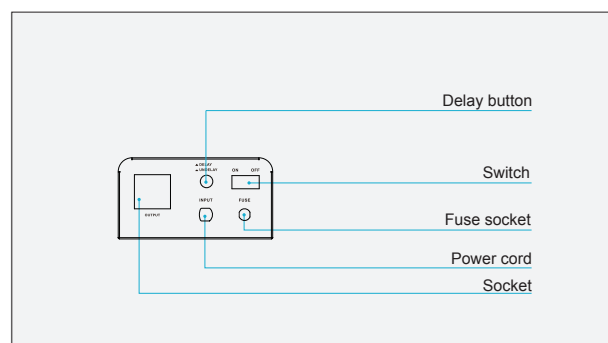 Delay button
▲ DELAY
▬ UNDELAY
ON OFF
Switch
INPUT FUSE
OUTPUT
Fuse socket
Power cord
Socket